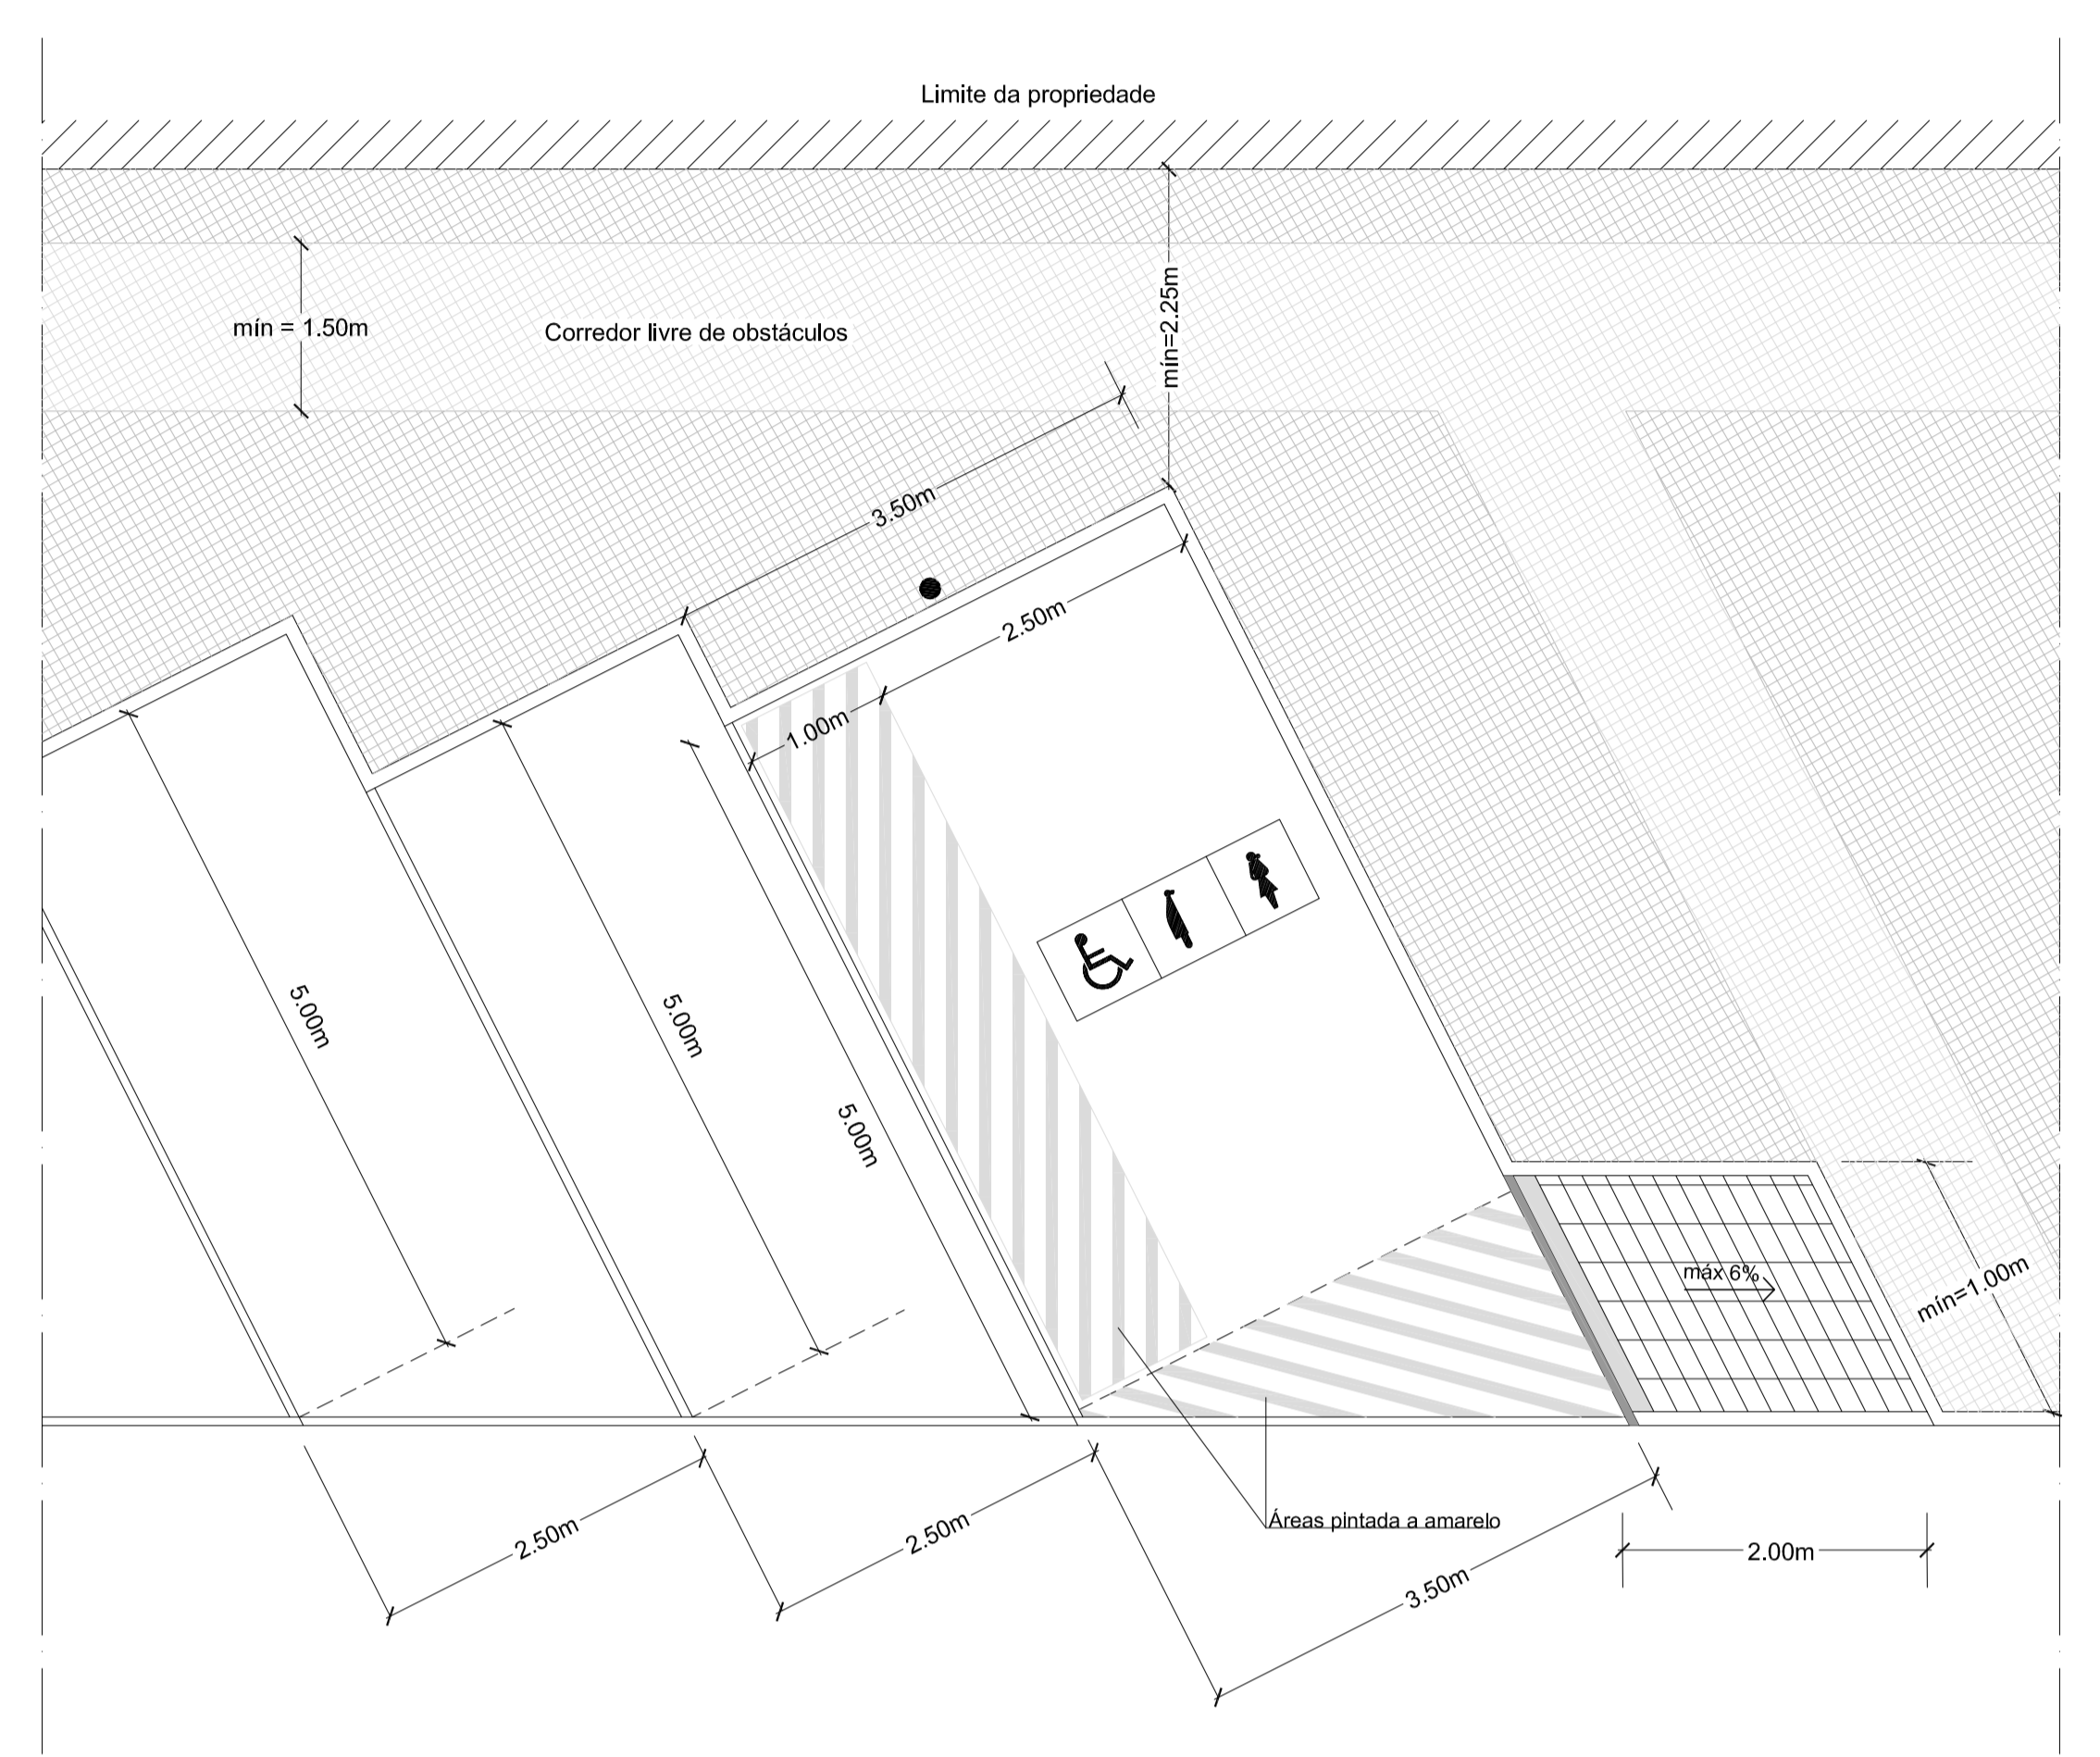 Limite da propriedade
mín=2.25m
mín = 1.50m
Corredor livre de obstáculos
3.50m
2.50m
1.00m
5.00m
5.00m
5.00m
máx 6%
mín=1.00m
Áreas pintada a amarelo
2.50m
2.50m
3.50m
2.00m